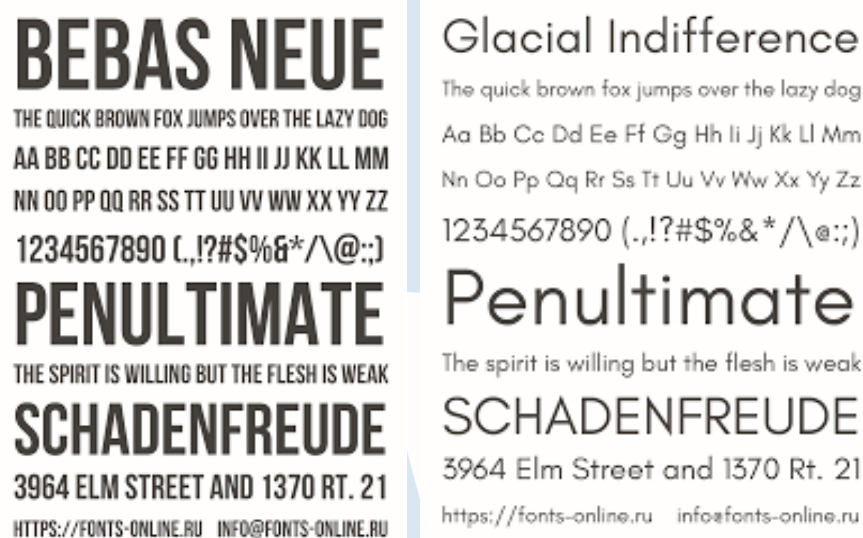 BEBAS NEUE
THE QUICK BROWN FOX JUMPS OVER THE LAZY DOG
AA BB CC DD EE FF GG HH II JJ KK LL MM
NN OO PP QQ RR SS TT UU VV WW XX YY ZZ
1234567890 (.,!?#$%&*/\@:;)
PENULTIMATE
THE SPIRIT IS WILLING BUT THE FLESH IS WEAK
SCHADENFREUDE
3964 ELM STREET AND 1370 RT. 21
HTTPS://FONTS-ONLINE.RU INFO@FONTS-ONLINE.RU
Glacial Indifference
The quick brown fox jumps over the lazy dog
Aa Bb Cc Dd Ee Ff Gg Hh Ii Jj Kk Ll Mm
Nn Oo Pp Qq Rr Ss Tt Uu Vv Ww Xx Yy Zz
1234567890 (.,!?#$%&*/\@:;)
Penultimate
The spirit is willing but the flesh is weak
SCHADENFREUDE
3964 Elm Street and 1370 Rt. 21
https://fonts-online.ru info@fonts-online.ru